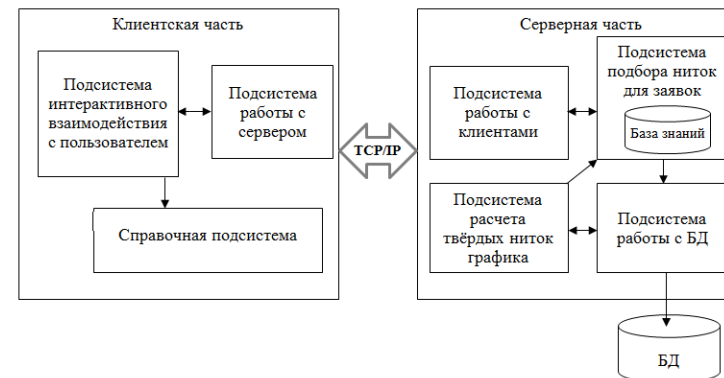 Клиентская часть
Подсистема
интерактивного
взаимодействия
с пользователем
Подсистема
работы с
сервером
Справочная подсистема
TCP/IP
Серверная часть
Подсистема
работы с
клиентами
Подсистема
подбора ниток
для заявок
База знаний
Подсистема
расчета
твёрдых ниток
графика
Подсистема
работы с БД
БД